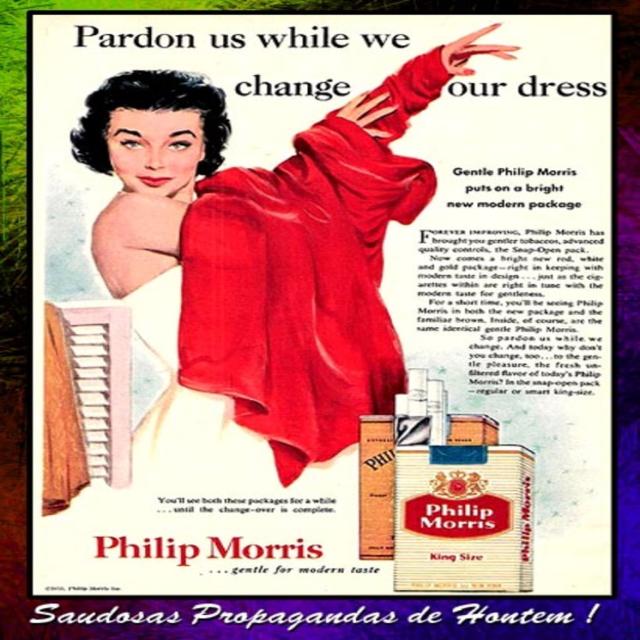 Pardon us while we
change our dress
Gentle Philip Morris
puts on a bright
new modern package
FOREVER IMPROVING, Philip Morris has
brought you gentler tobaccos, advanced
quality controls, the Snap-Open pack.
Now comes a bright new red, white
and gold package—right in keeping with
modern taste in design . . . just as the cig-
arettes within are right in tune with the
modern taste for gentleness.
For a short time, you'll be seeing Philip
Morris in both the new package and the
familiar brown. Inside, of course, are the
same identical gentle Philip Morris.
So pardon us while we
change. And today why don't
you change, too...to the gen-
tle pleasure, the fresh un-
filtered flavor of today's Philip
Morris? In the snap-open pack
—regular or smart king-size.
You'll see both these packages for a while
. . . until the change-over is complete.
PHIL
Philip
Morris
King Size
Philip Morris
Philip Morris
. . . gentle for modern taste
Saudosas Propagandas de Hontem !